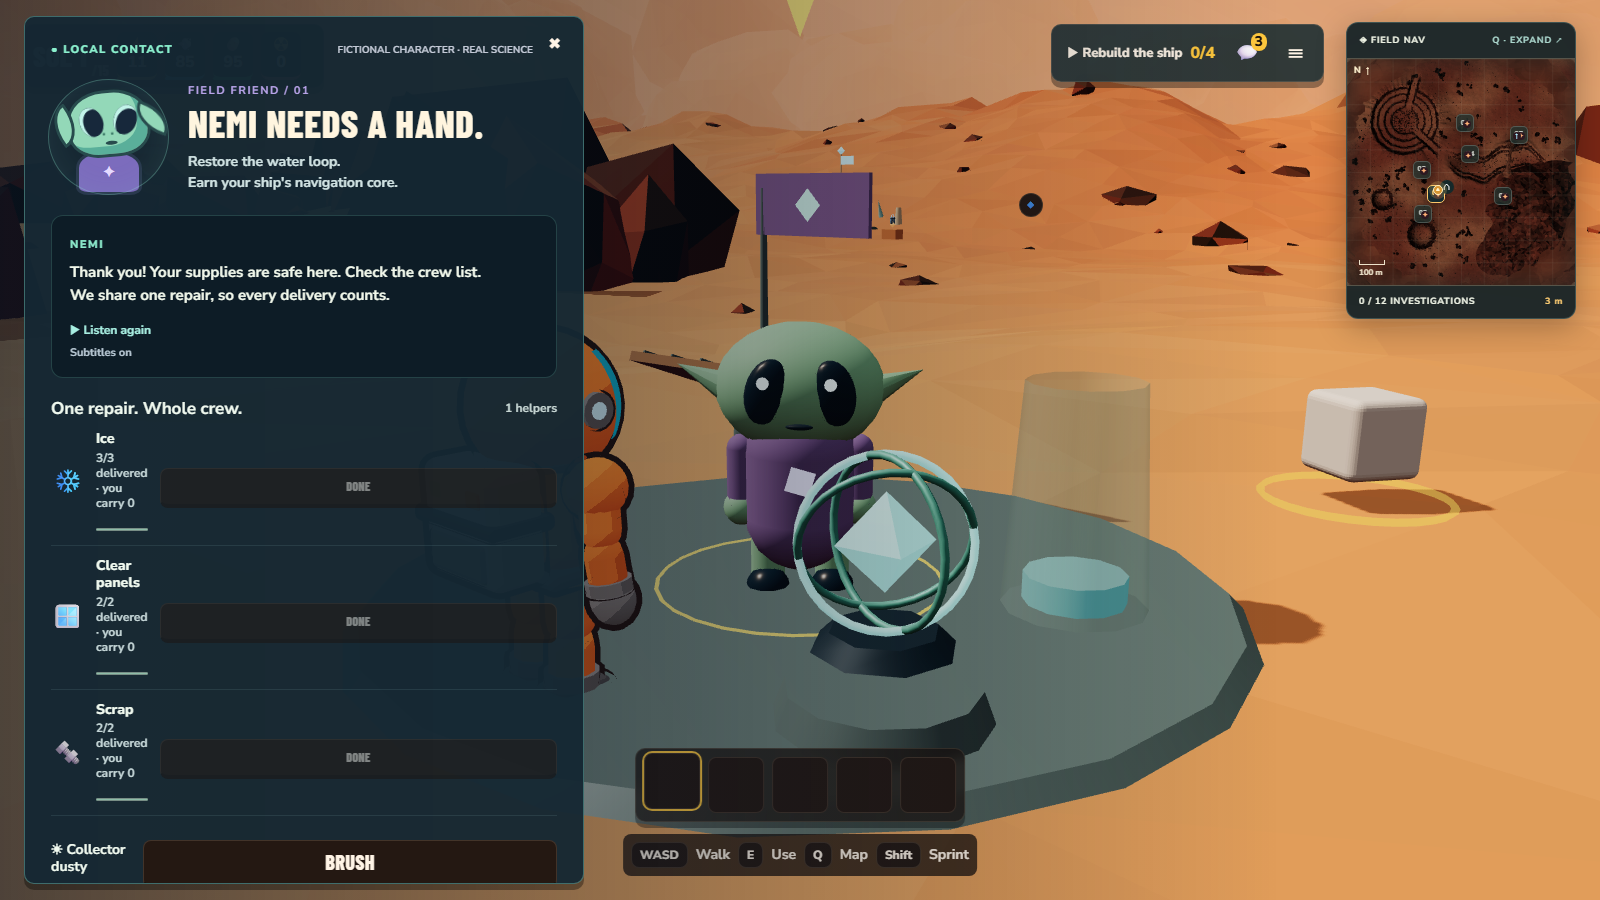 LOCAL CONTACT
FICTIONAL CHARACTER · REAL SCIENCE
FIELD FRIEND / 01
NEMI NEEDS A HAND.
Restore the water loop.
Earn your ship's navigation core.
NEMI
Thank you! Your supplies are safe here. Check the crew list.
We share one repair, so every delivery counts.
▶ Listen again
Subtitles on
One repair. Whole crew.
1 helpers
Ice
3/3
delivered
· you
carry 0
DONE
Clear
panels
2/2
delivered
· you
carry 0
DONE
Scrap
2/2
delivered
· you
carry 0
DONE
☀ Collector
dusty
BRUSH
▶ Rebuild the ship 0/4
3
◆ FIELD NAV
Q · EXPAND ↗
N ↑
100 m
0 / 12 INVESTIGATIONS
3 m
WASD Walk E Use Q Map Shift Sprint